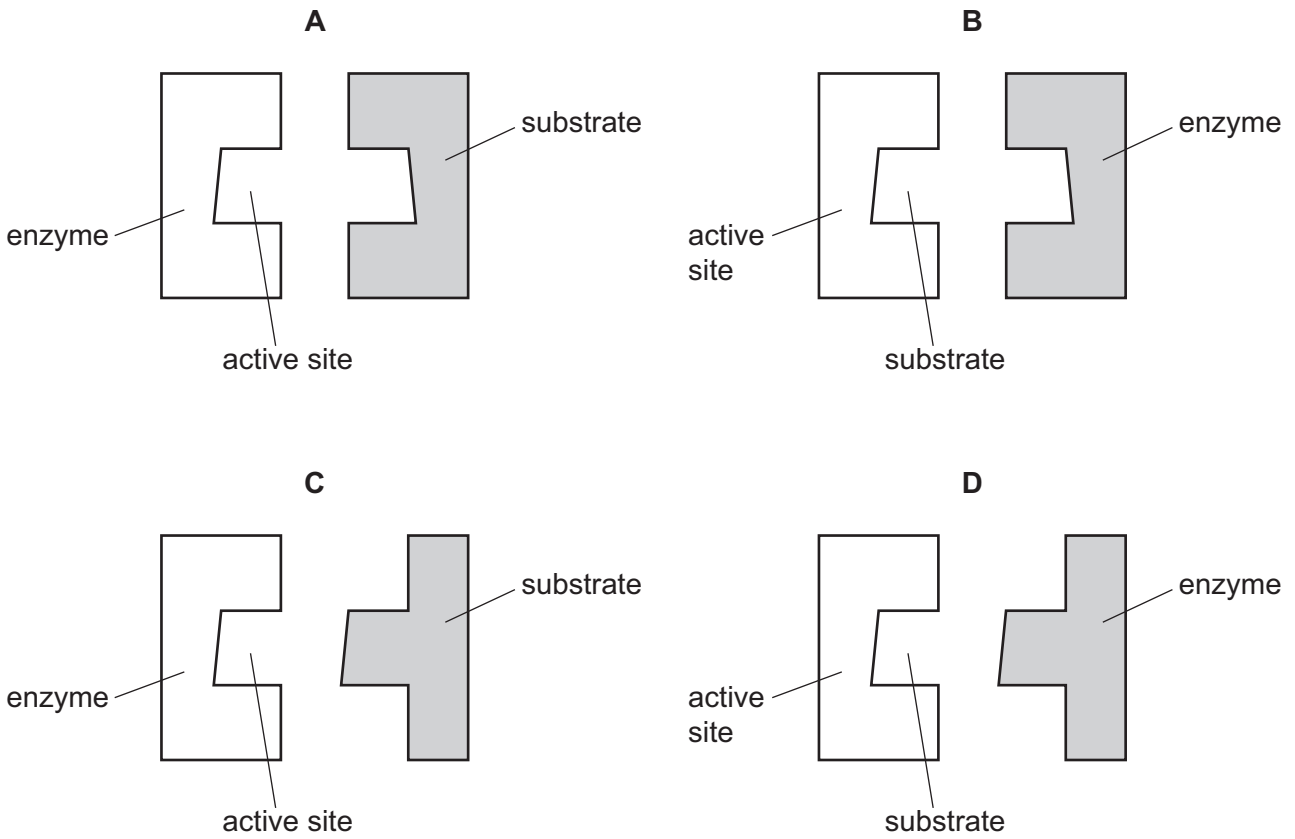 A
substrate
enzyme
active site
B
enzyme
active
site
substrate
C
substrate
enzyme
active site
D
enzyme
active
site
substrate